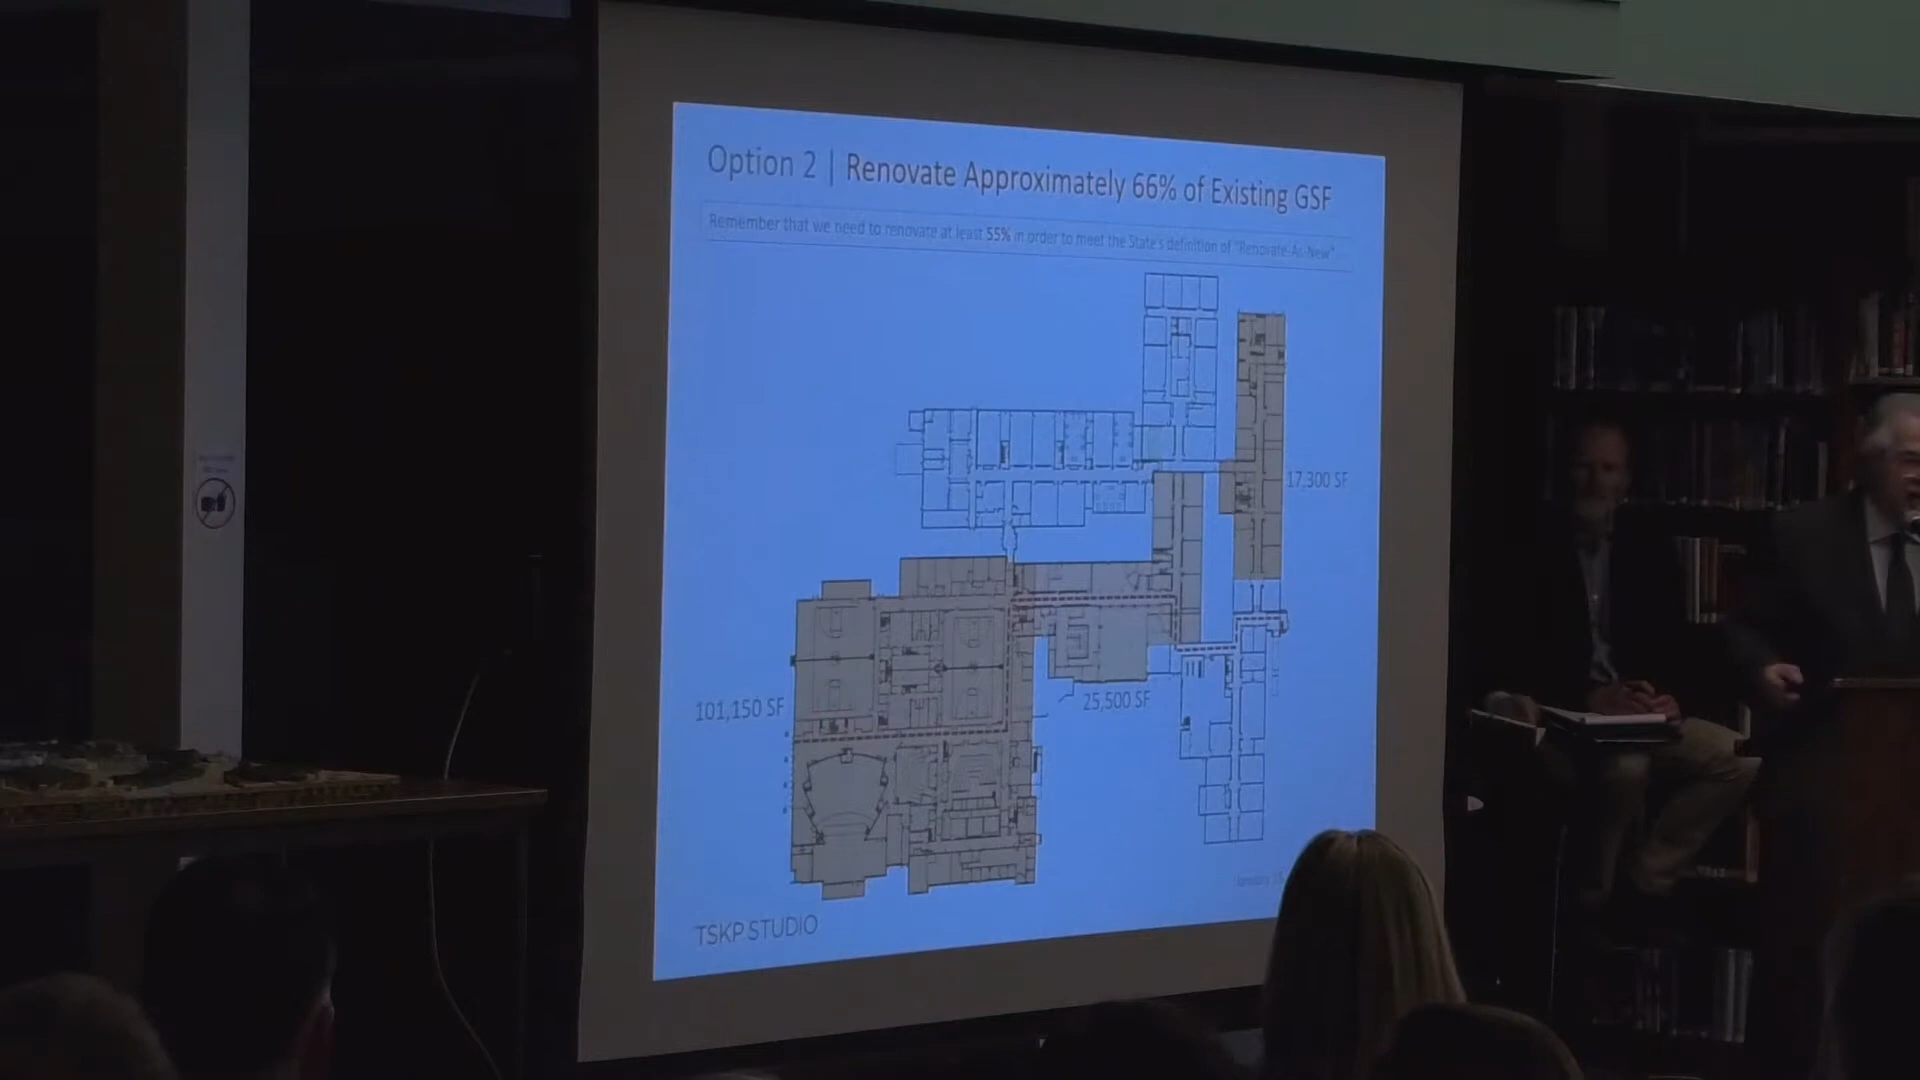 Option 2 | Renovate Approximately 66% of Existing GSF
Remember that we need to renovate at least 55% in order to meet the State's definition of "Renovate-As-New"
17,300 SF
101,150 SF
25,500 SF
January 15
TSKP STUDIO